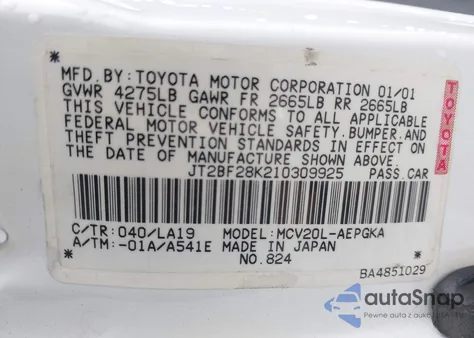 MFD.BY:TOYOTA MOTOR CORPORATION 01/01
GVWR 4275LB GAWR FR 2665LB RR 2665LB
THIS VEHICLE CONFORMS TO ALL APPLICABLE
FEDERAL MOTOR VEHICLE SAFETY,BUMPER,AND
THEFT PREVENTION STANDARDS IN EFFECT ON
THE DATE OF MANUFACTURE SHOWN ABOVE.
JT2BF28K210309925 PASS.CAR
TOYOTA
C/TR:040/LA19 MODEL:MCV20L-AEPGKA
A/TM:-01A/A541E MADE IN JAPAN
NO.824
BA4851029
autoSnap
Pewne auta z aukcji